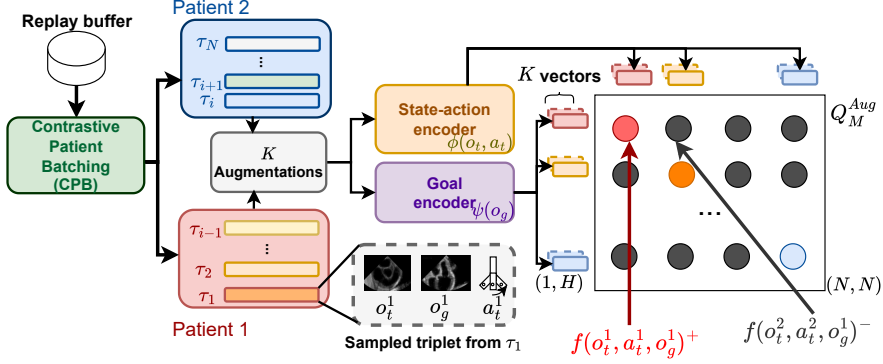 Replay buffer
Contrastive
Patient
Batching
(CPB)
Patient 2
τ_N
⋮
τ_{i+1}
τ_i
K
Augmentations
τ_{i−1}
⋮
τ_2
τ_1
Patient 1
State-action
encoder
ϕ(o_t, a_t)
Goal
encoder
ψ(o_g)
o_t^1
o_g^1
a_t^1
Sampled triplet from τ_1
K vectors
(1, H)
Q_M^{Aug}
...
(N, N)
f(o_t^1, a_t^1, o_g^1)+
f(o_t^2, a_t^2, o_g^1)^−